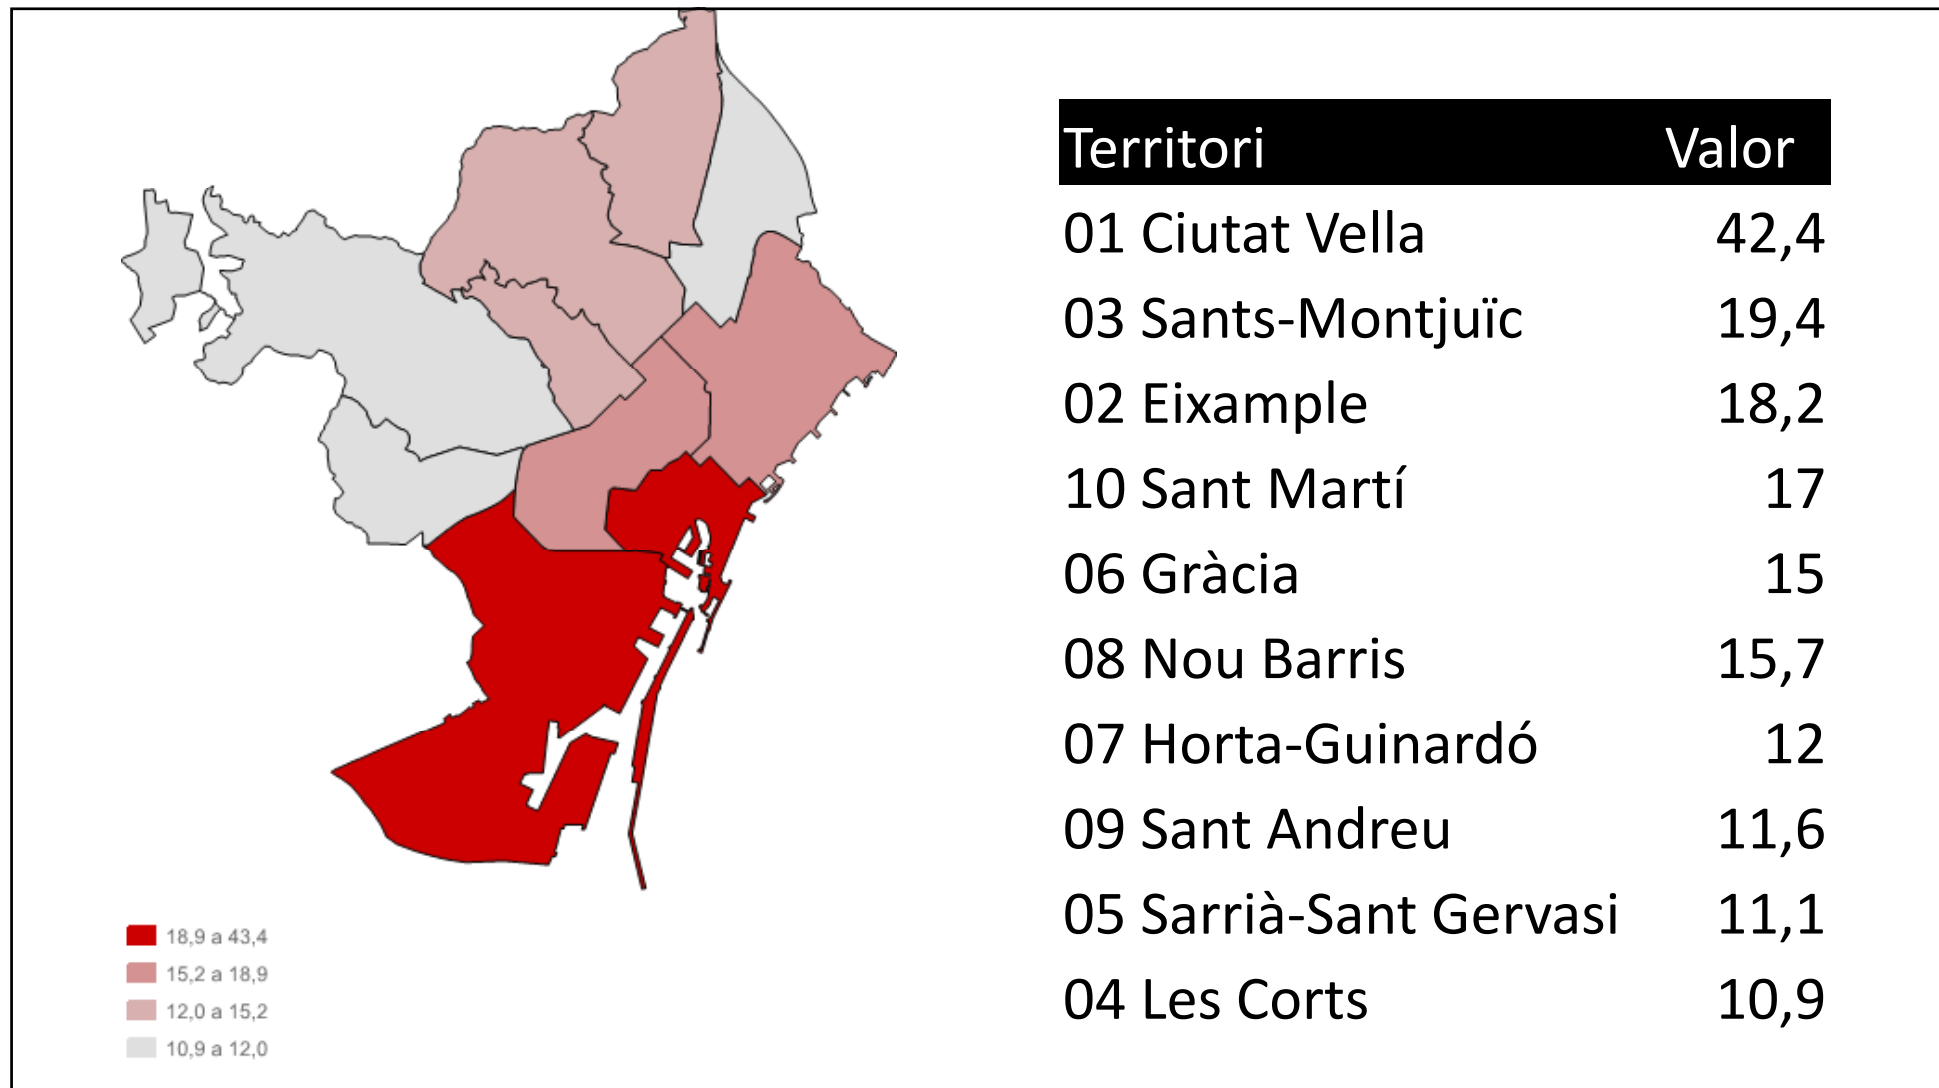 Territori Valor
01 Ciutat Vella 42,4
03 Sants-Montjuïc 19,4
02 Eixample 18,2
10 Sant Martí 17
06 Gràcia 15
08 Nou Barris 15,7
07 Horta-Guinardó 12
09 Sant Andreu 11,6
05 Sarrià-Sant Gervasi 11,1
04 Les Corts 10,9
18,9 a 43,4
15,2 a 18,9
12,0 a 15,2
10,9 a 12,0